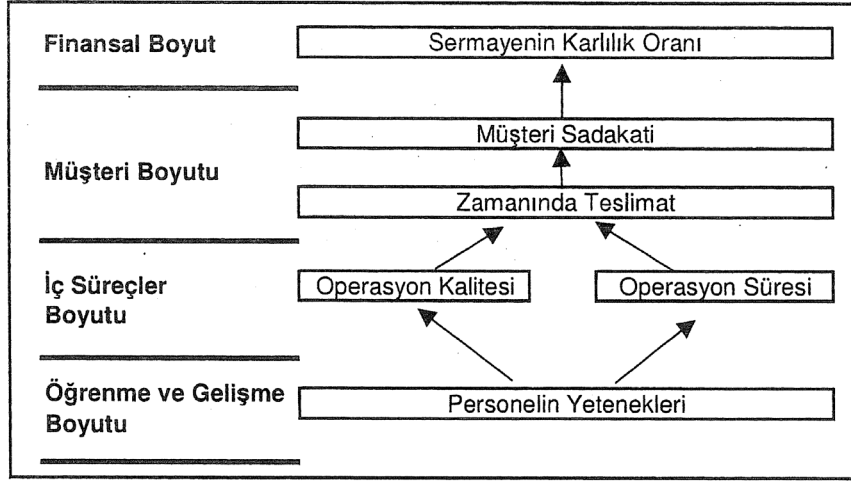 Finansal Boyut
Sermayenin Karlılık Oranı
Müşteri Sadakati
Müşteri Boyutu
Zamanında Teslimat
İç Süreçler
Boyutu
Operasyon Kalitesi
Operasyon Süresi
Öğrenme ve Gelişme
Boyutu
Personelin Yetenekleri